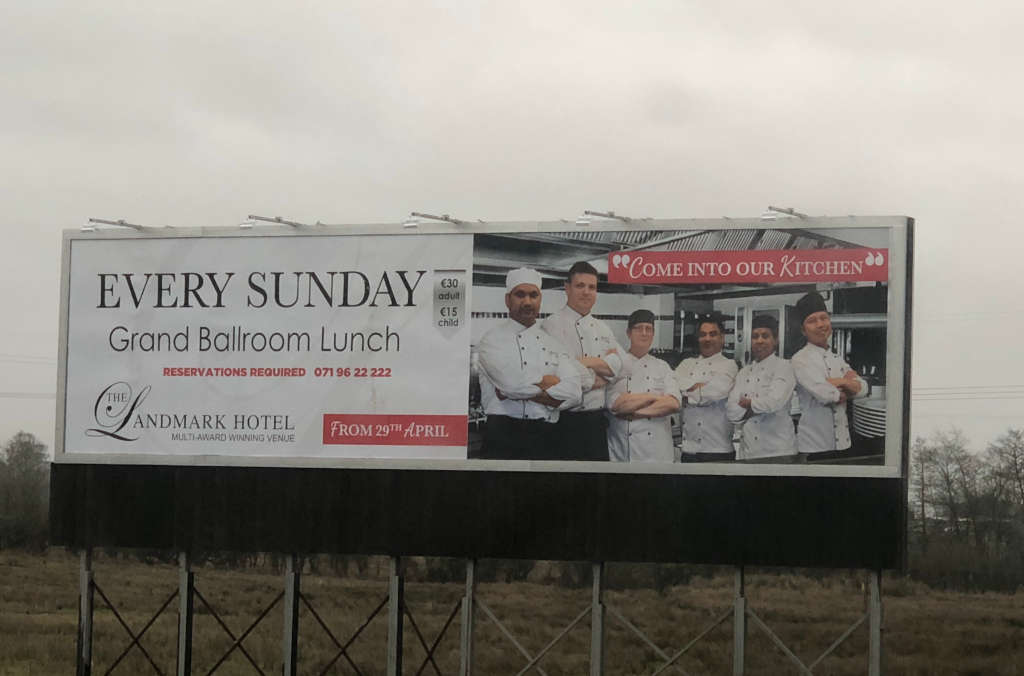 EVERY SUNDAY
€30
adult
€15
child
Grand Ballroom Lunch
RESERVATIONS REQUIRED 071 96 22 222
THE
LANDMARK HOTEL
MULTI-AWARD WINNING VENUE
FROM 29TH APRIL
“COME INTO OUR KITCHEN”